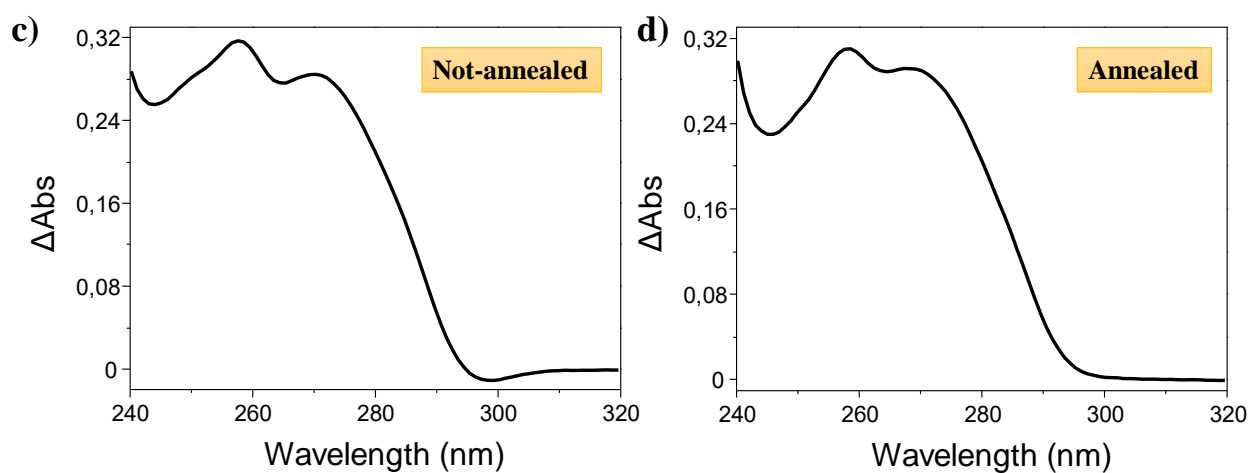 c)
Not-annealed
0,32
0,24
0,16
0,08
0
ΔAbs
240 260 280 300 320
Wavelength (nm)
d)
Annealed
0,32
0,24
0,16
0,08
0
ΔAbs
240 260 280 300 320
Wavelength (nm)